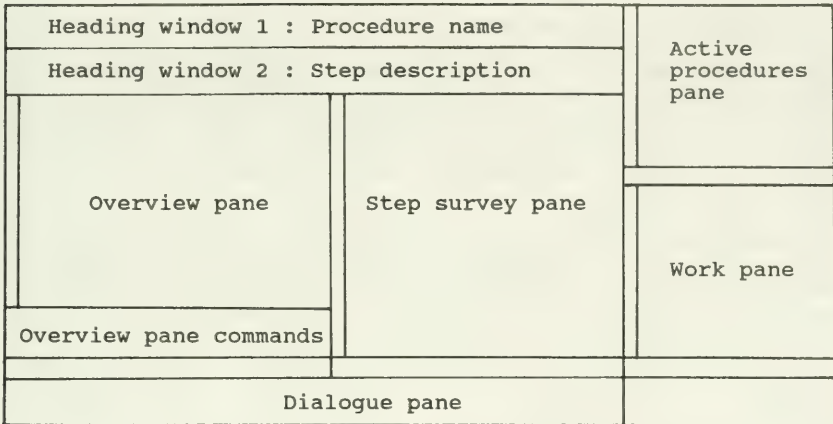 Heading window 1 : Procedure name
Heading window 2 : Step description
Active
procedures
pane
Overview pane
Step survey pane
Work pane
Overview pane commands
Dialogue pane